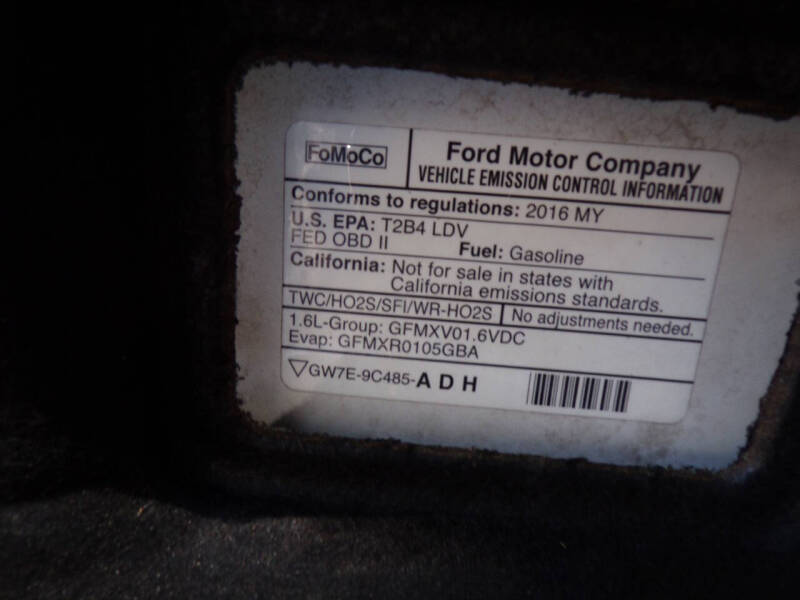 FoMoCo
Ford Motor Company
VEHICLE EMISSION CONTROL INFORMATION
Conforms to regulations: 2016 MY
U.S. EPA: T2B4 LDV
FED OBD II
Fuel: Gasoline
California: Not for sale in states with
California emissions standards.
TWC/HO2S/SFI/WR-HO2S
No adjustments needed.
1.6L-Group: GFMXV01.6VDC
Evap: GFMXR0105GBA
▽GW7E-9C485-ADH